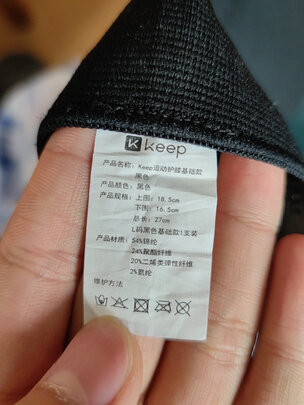 keep
产品名称：Keep运动护膝基础款
黑色
产品颜色：黑色
产品规格：上围：18.5cm
下围：16.5cm
总长：27cm
L码黑色基础款1支装
产品材质：54%锦纶
24%聚酯纤维
20%二烯类弹性纤维
2%氨纶
维护方法